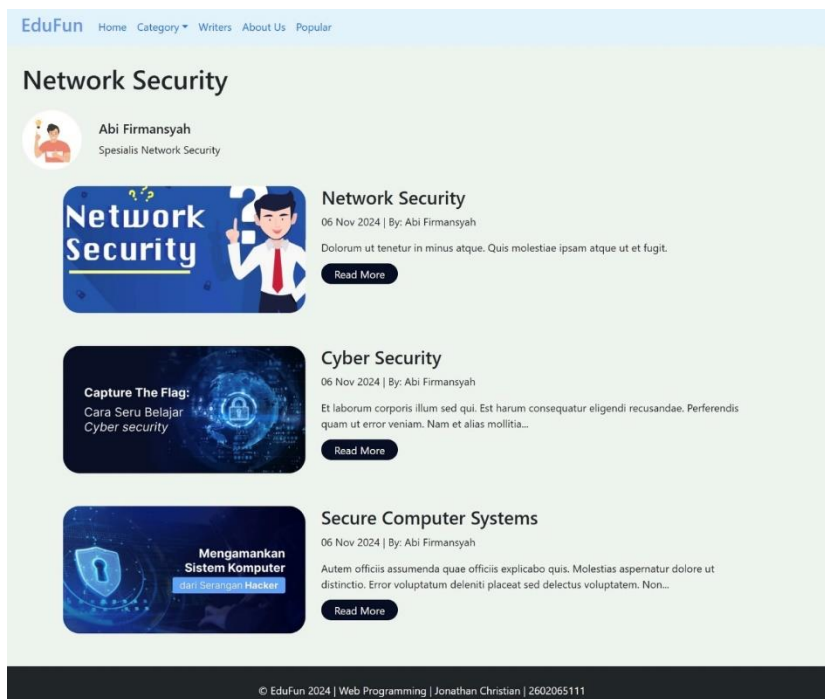 EduFun Home Category Writers About Us Popular
Network Security
Abi Firmansyah
Spesialis Network Security
???
Network
Security
Network Security
06 Nov 2024 | By: Abi Firmansyah
Dolorum ut tenetur in minus atque. Quis molestiae ipsam atque ut et fugit.
Read More
Capture The Flag:
Cara Seru Belajar
Cyber security
Cyber Security
06 Nov 2024 | By: Abi Firmansyah
Et laborum corporis illum sed qui. Est harum consequatur eligendi recusandae. Perferendis
quam ut error veniam. Nam et alias mollitia...
Read More
Mengamankan
Sistem Komputer
dari Serangan Hacker
Secure Computer Systems
06 Nov 2024 | By: Abi Firmansyah
Autem officiis assumenda quae officiis explicabo quis. Molestias aspernatur dolore ut
distinctio. Error voluptatum deleniti placeat sed delectus voluptatem. Non...
Read More
© EduFun 2024 | Web Programming | Jonathan Christian | 2602065111